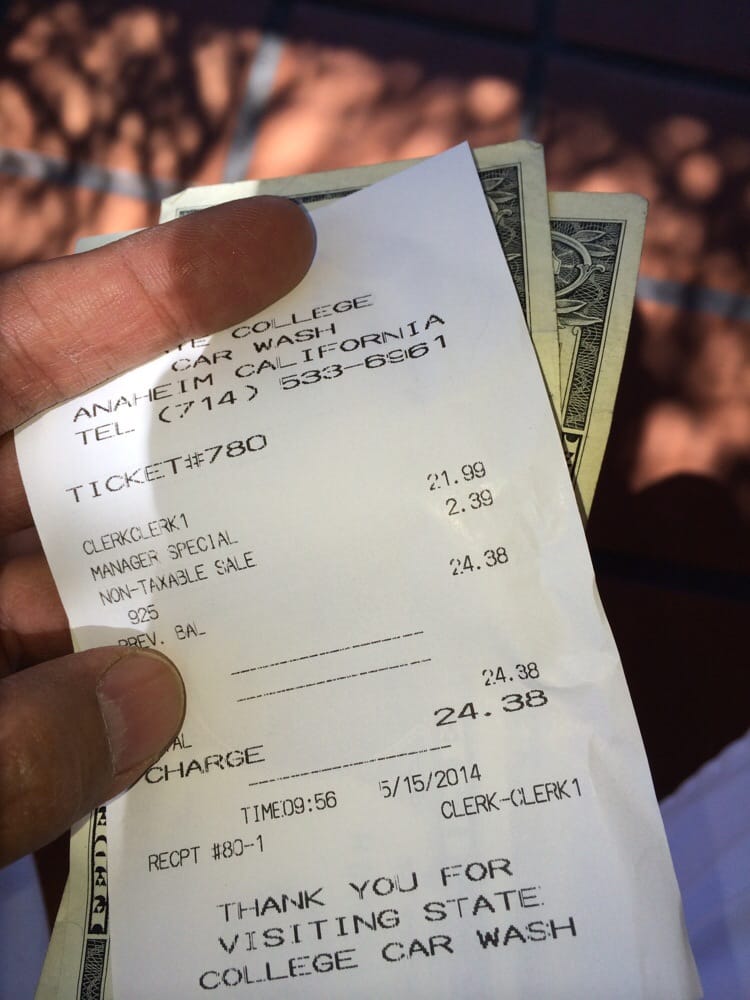 TE COLLEGE
CAR WASH
ANAHEIM CALIFORNIA
TEL (714) 533-6961
TICKET#780
CLERKCLERK1
MANAGER SPECIAL 21.99
NON-TAXABLE SALE 2.39
925
PREV. BAL 24.38
24.38
CHARGE 24.38
TIME09:56 5/15/2014
RECPT #80-1 CLERK-CLERK1
THANK YOU FOR
VISITING STATE
COLLEGE CAR WASH